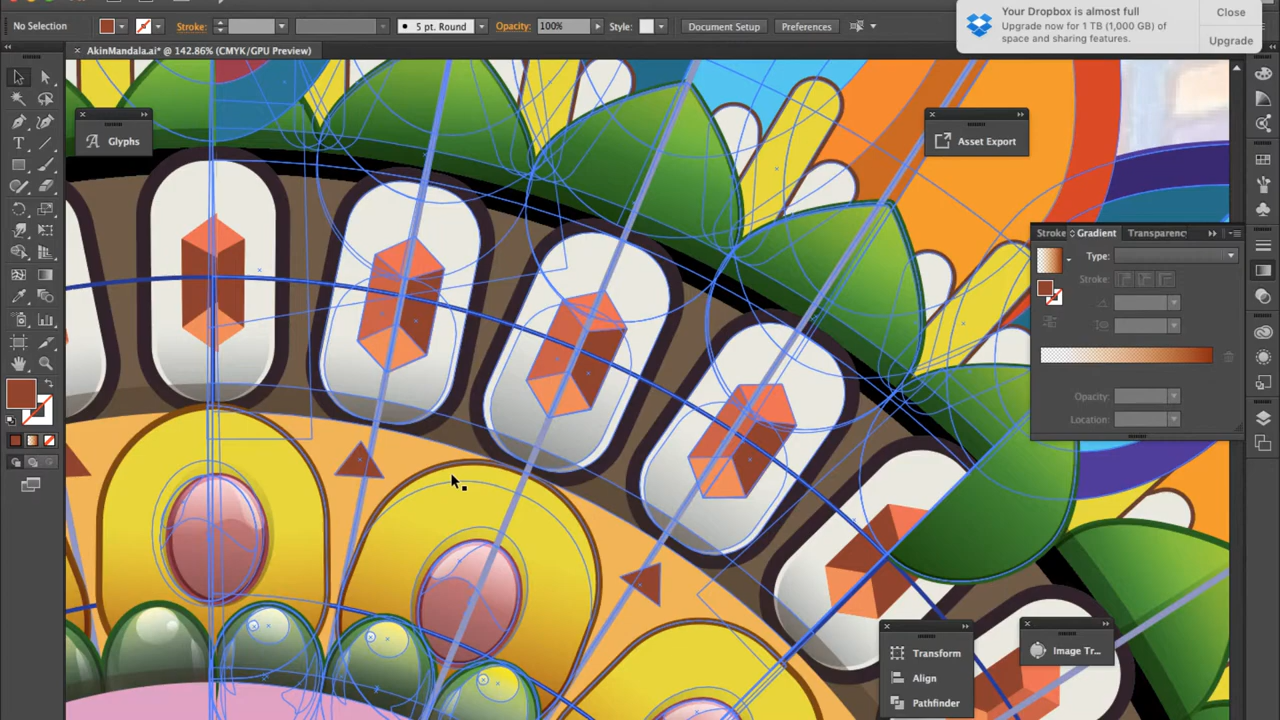 No Selection
Stroke:
5 pt. Round
Opacity:
100%
Style:
Document Setup
Preferences
Your Dropbox is almost full
Upgrade now for 1 TB (1,000 GB) of
space and sharing features.
Close
Upgrade
AkinMandala.ai* @ 142.86% (CMYK/GPU Preview)
Glyphs
Asset Export
Stroke
Gradient
Transparenc
Type:
Stroke:
Opacity:
Location:
Transform
Align
Pathfinder
Image Tr...